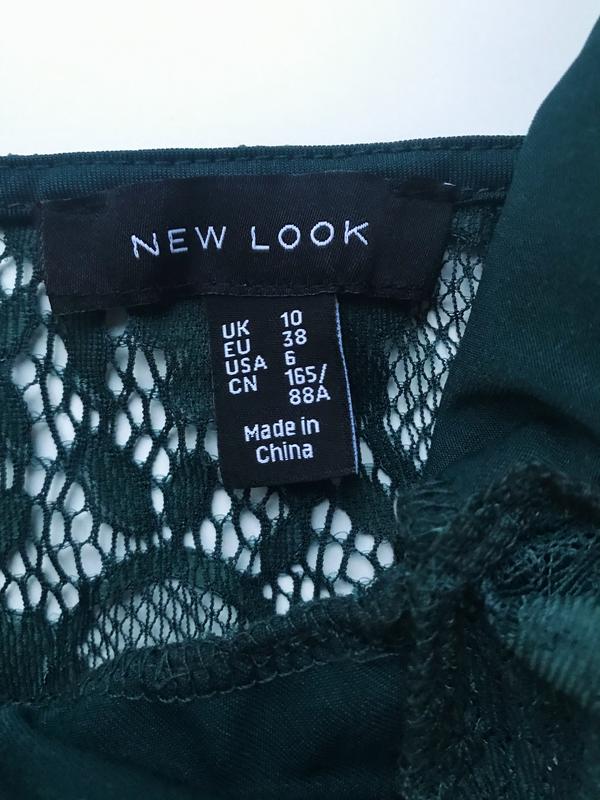 NEW LOOK
UK 10
EU 38
USA 6
CN 165/
88A
Made in
China